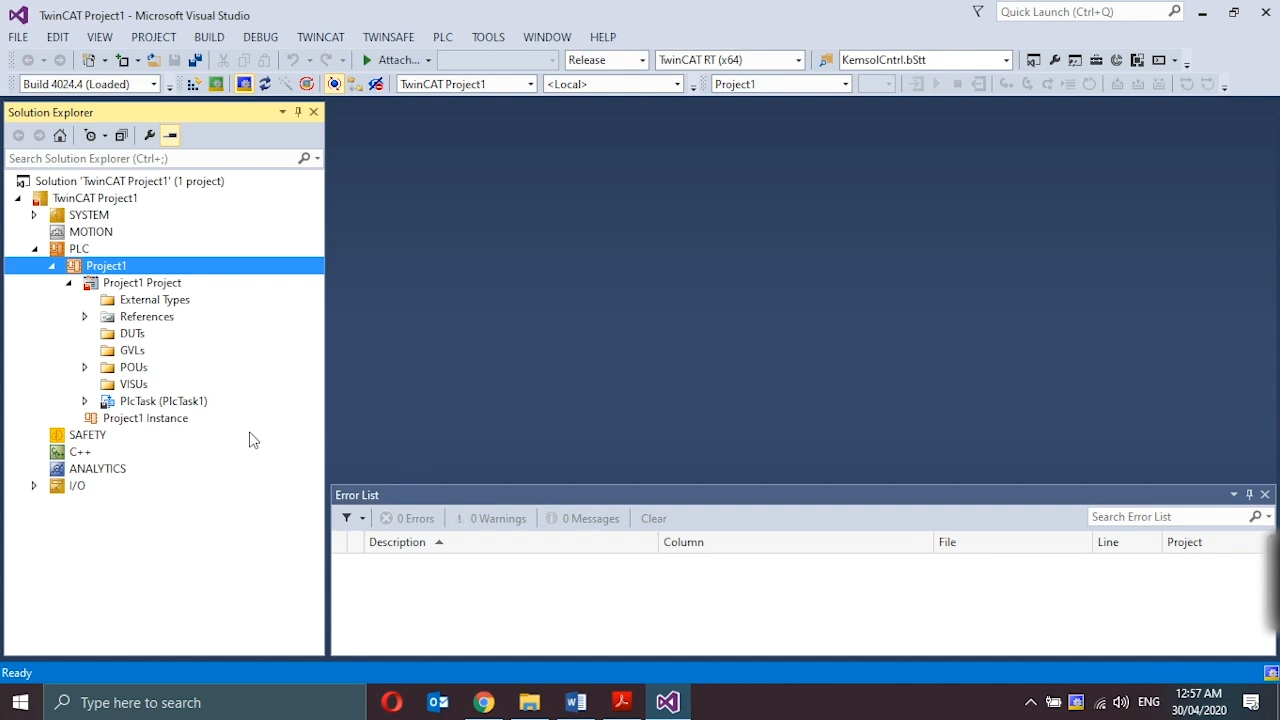 TwinCAT Project1 - Microsoft Visual Studio
Quick Launch (Ctrl+Q)
FILE EDIT VIEW PROJECT BUILD DEBUG TWINCAT TWINSAFE PLC TOOLS WINDOW HELP
Attach... Release TwinCAT RT (x64) KemsolCntrl.bStt
Build 4024.4 (Loaded) TwinCAT Project1 <Local> Project1
Solution Explorer
Search Solution Explorer (Ctrl+;)
Solution 'TwinCAT Project1' (1 project)
TwinCAT Project1
SYSTEM
MOTION
PLC
Project1
Project1 Project
External Types
References
DUTs
GVLs
POUs
VISUs
PlcTask (PlcTask1)
Project1 Instance
SAFETY
C++
ANALYTICS
I/O
Error List
0 Errors 0 Warnings 0 Messages Clear
Search Error List
Description Column File Line Project
Ready
Type here to search
ENG
12:57 AM
30/04/2020